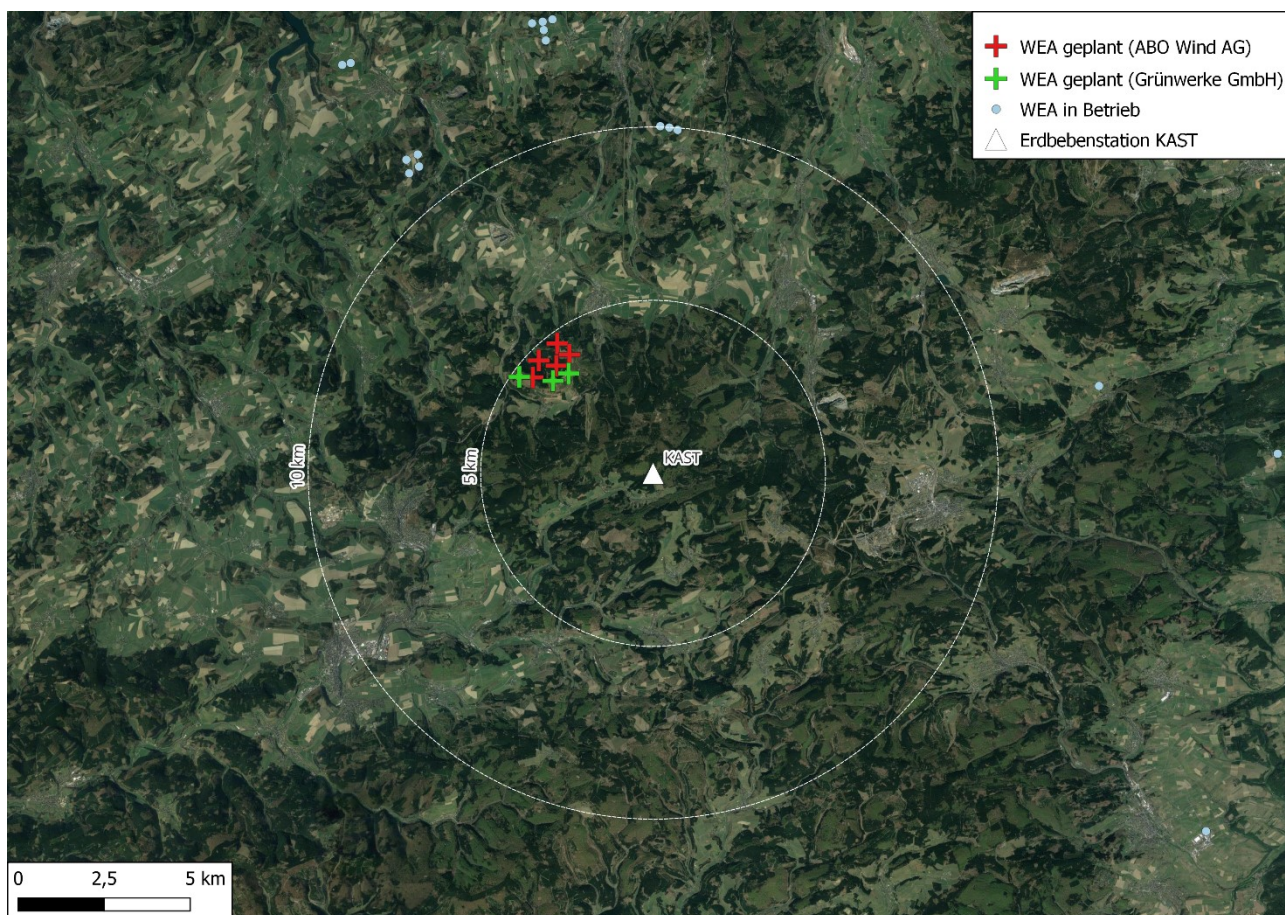 WEA geplant (ABO Wind AG)
WEA geplant (Grünwerke GmbH)
WEA in Betrieb
Erdbebenstation KAST
10 km
5 km
KAST
0 2,5 5 km